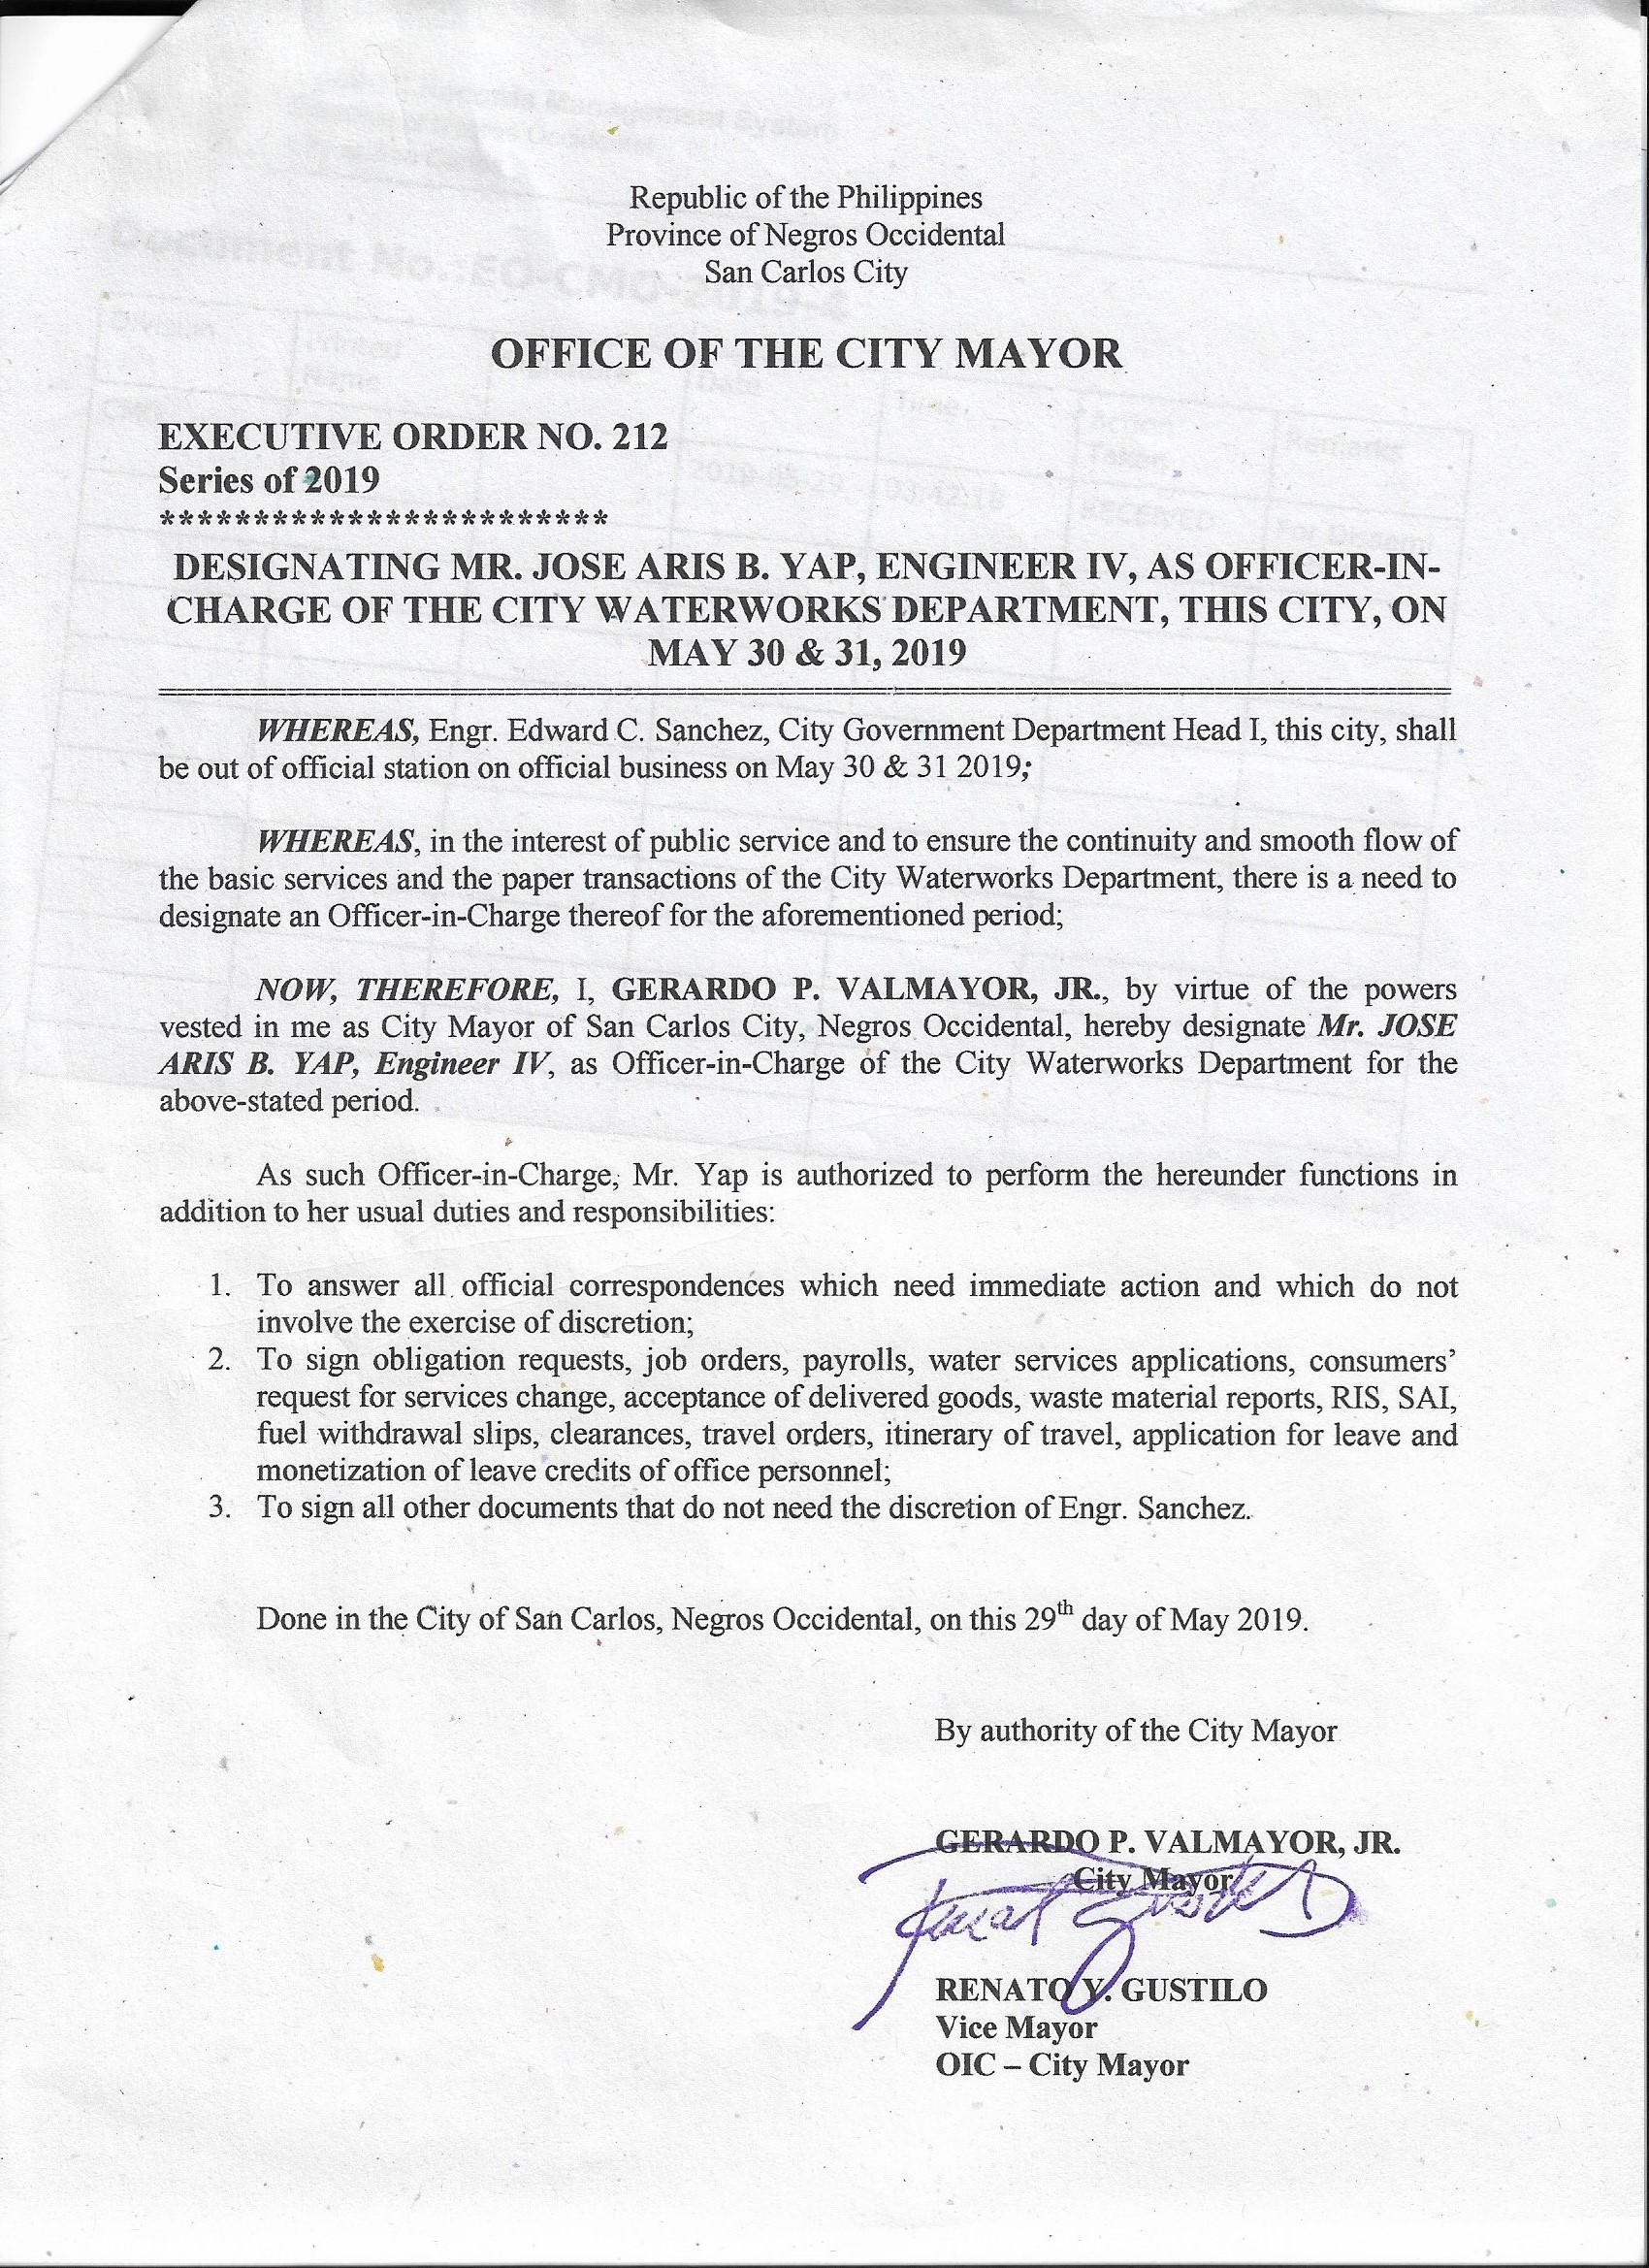 Republic of the Philippines
Province of Negros Occidental
San Carlos City
OFFICE OF THE CITY MAYOR
EXECUTIVE ORDER NO. 212
Series of 2019
************************
DESIGNATING MR. JOSE ARIS B. YAP, ENGINEER IV, AS OFFICER-IN-
CHARGE OF THE CITY WATERWORKS DEPARTMENT, THIS CITY, ON
MAY 30 & 31, 2019
WHEREAS, Engr. Edward C. Sanchez, City Government Department Head I, this city, shall
be out of official station on official business on May 30 & 31 2019;
WHEREAS, in the interest of public service and to ensure the continuity and smooth flow of
the basic services and the paper transactions of the City Waterworks Department, there is a need to
designate an Officer-in-Charge thereof for the aforementioned period;
NOW, THEREFORE, I, GERARDO P. VALMAYOR, JR., by virtue of the powers
vested in me as City Mayor of San Carlos City, Negros Occidental, hereby designate Mr. JOSE
ARIS B. YAP, Engineer IV, as Officer-in-Charge of the City Waterworks Department for the
above-stated period.
As such Officer-in-Charge, Mr. Yap is authorized to perform the hereunder functions in
addition to her usual duties and responsibilities:
1. To answer all official correspondences which need immediate action and which do not
involve the exercise of discretion;
2. To sign obligation requests, job orders, payrolls, water services applications, consumers’
request for services change, acceptance of delivered goods, waste material reports, RIS, SAI,
fuel withdrawal slips, clearances, travel orders, itinerary of travel, application for leave and
monetization of leave credits of office personnel;
3. To sign all other documents that do not need the discretion of Engr. Sanchez.
Done in the City of San Carlos, Negros Occidental, on this 29th day of May 2019.
By authority of the City Mayor
GERARDO P. VALMAYOR, JR.
City Mayor
RENATO Y. GUSTILO
Vice Mayor
OIC – City Mayor